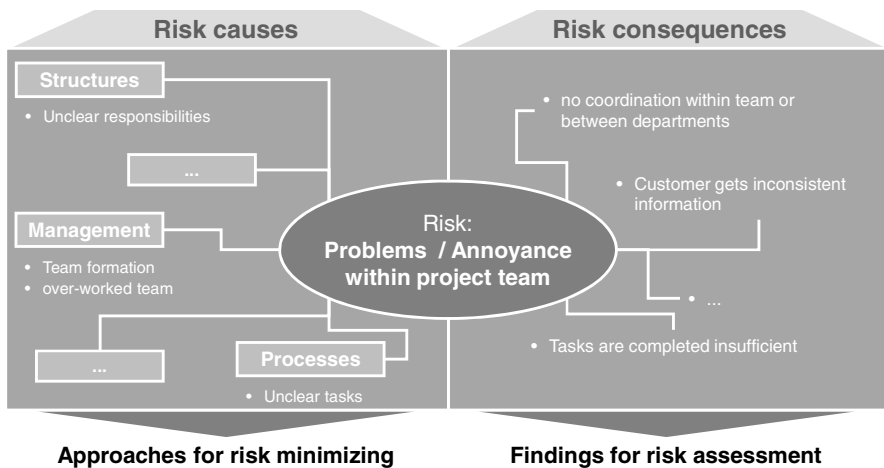 Risk causes
Structures
• Unclear responsibilities
...
Management
• Team formation
• over-worked team
...
Processes
• Unclear tasks
Risk:
Problems / Annoyance
within project team
Risk consequences
• no coordination within team or
between departments
• Customer gets inconsistent
information
• ...
• Tasks are completed insufficient
Approaches for risk minimizing
Findings for risk assessment